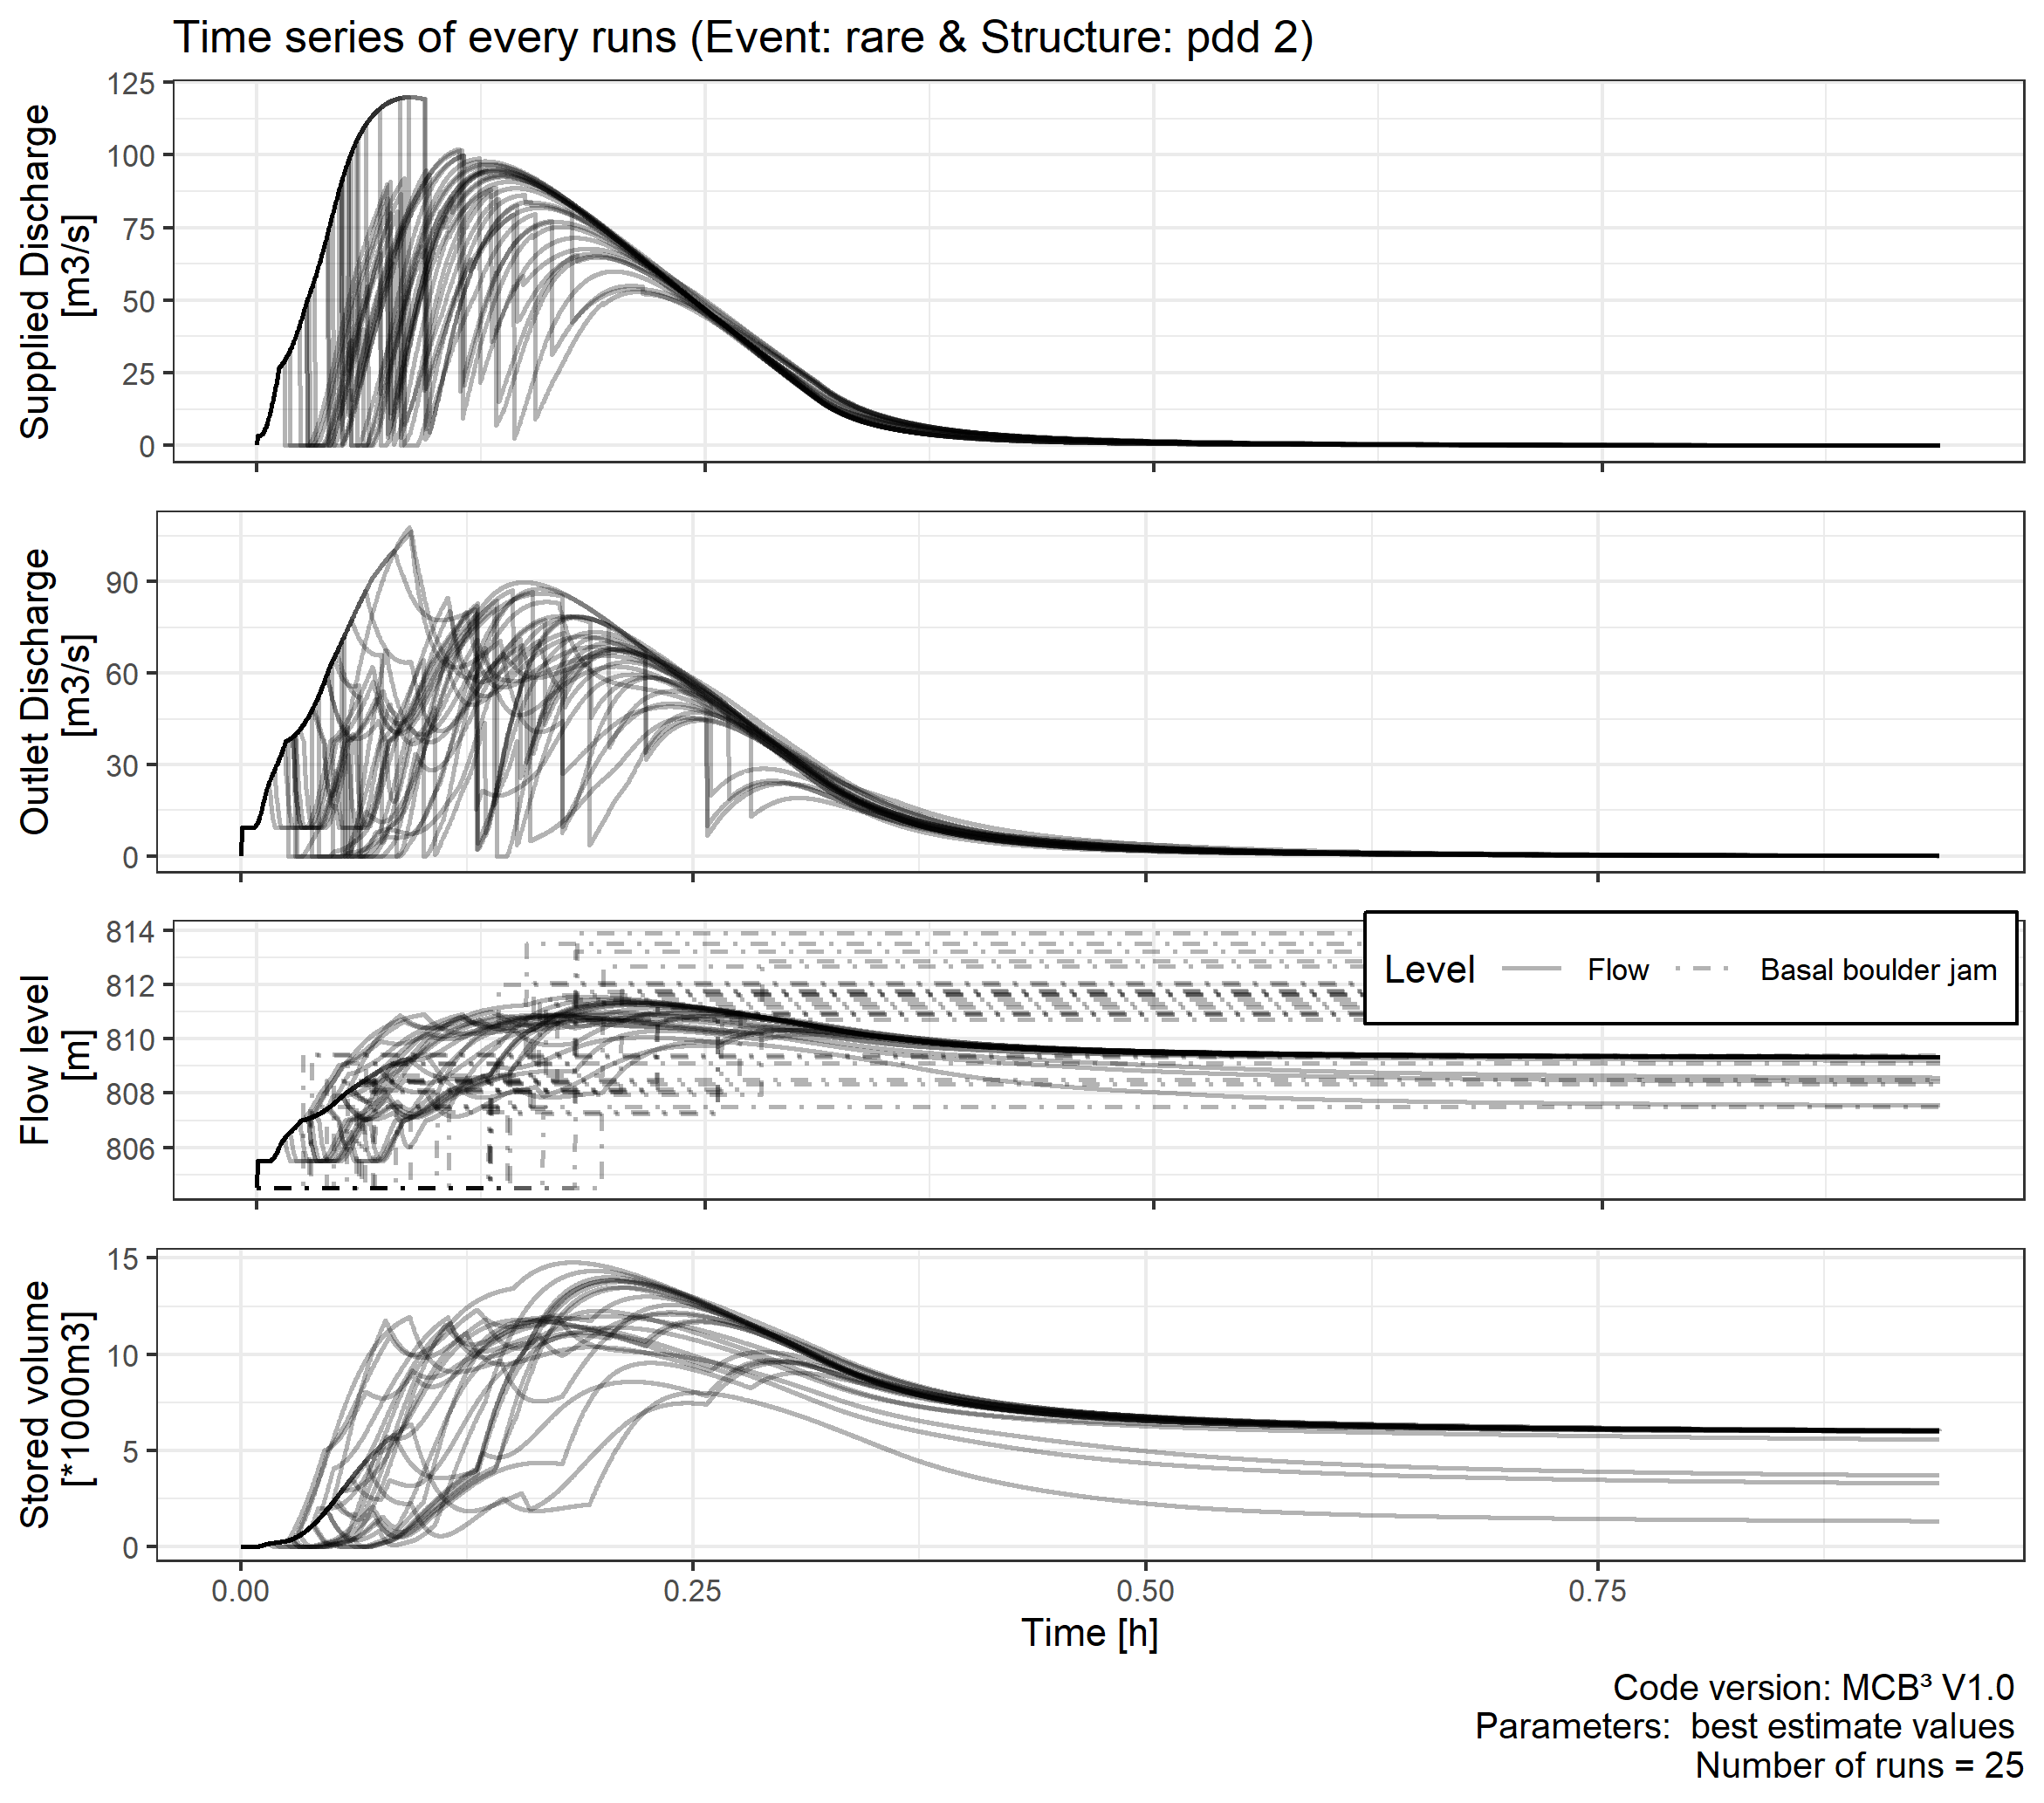 Time series of every runs (Event: rare & Structure: pdd 2)
Supplied Discharge
[m3/s]
125
100
75
50
25
0
Outlet Discharge
[m3/s]
90
60
30
0
Flow level
[m]
814
812
810
808
806
Level
Flow
Basal boulder jam
Stored volume
[*1000m3]
15
10
5
0
0.00
0.25
0.50
0.75
Time [h]
Code version: MCB³ V1.0
Parameters:  best estimate values
Number of runs = 25